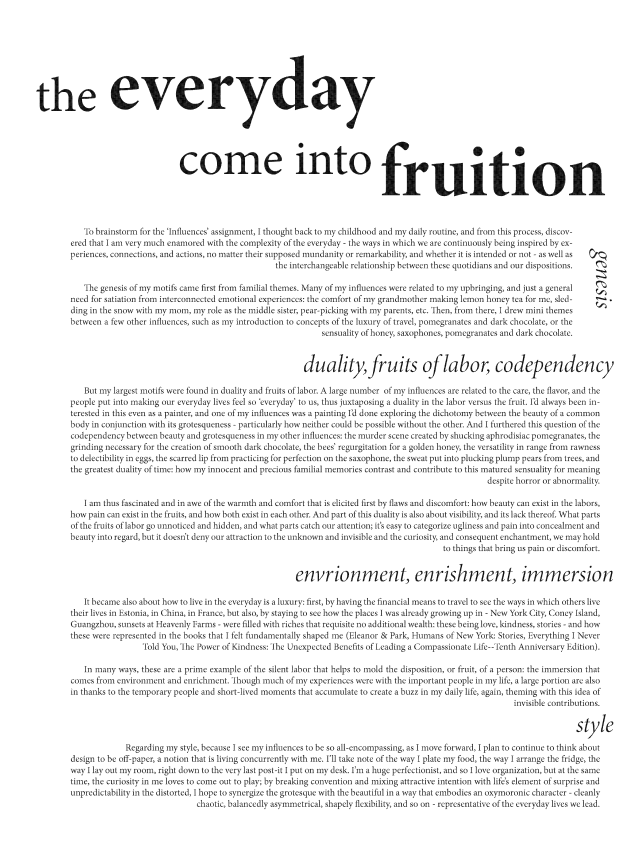 the everyday
come into fruition
To brainstorm for the 'Influences' assignment, I thought back to my childhood and my daily routine, and from this process, discov-
ered that I am very much enamored with the complexity of the everyday - the ways in which we are continuously being inspired by ex-
periences, connections, and actions, no matter their supposed mundanity or remarkability, and whether it is intended or not - as well as
the interchangeable relationship between these quotidians and our dispositions.
genesis
The genesis of my motifs came first from familial themes. Many of my influences were related to my upbringing, and just a general
need for satiation from interconnected emotional experiences: the comfort of my grandmother making lemon honey tea for me, sled-
ding in the snow with my mom, my role as the middle sister, pear-picking with my parents, etc. Then, from there, I drew mini themes
between a few other influences, such as my introduction to concepts of the luxury of travel, pomegranates and dark chocolate, or the
sensuality of honey, saxophones, pomegranates and dark chocolate.
duality, fruits of labor, codependency
But my largest motifs were found in duality and fruits of labor. A large number of my influences are related to the care, the flavor, and the
people put into making our everyday lives feel so 'everyday' to us, thus juxtaposing a duality in the labor versus the fruit. I'd always been in-
terested in this even as a painter, and one of my influences was a painting I'd done exploring the dichotomy between the beauty of a common
body in conjunction with its grotesqueness - particularly how neither could be possible without the other. And I furthered this question of the
codependency between beauty and grotesqueness in my other influences: the murder scene created by shucking aphrodisiac pomegranates, the
grinding necessary for the creation of smooth dark chocolate, the bees' regurgitation for a golden honey, the versatility in range from rawness
to delectibility in eggs, the scarred lip from practicing for perfection on the saxophone, the sweat put into plucking plump pears from trees, and
the greatest duality of time: how my innocent and precious familial memories contrast and contribute to this matured sensuality for meaning
despite horror or abnormality.
I am thus fascinated and in awe of the warmth and comfort that is elicited first by flaws and discomfort: how beauty can exist in the labors,
how pain can exist in the fruits, and how both exist in each other. And part of this duality is also about visibility, and its lack thereof. What parts
of the fruits of labor go unnoticed and hidden, and what parts catch our attention; it's easy to categorize ugliness and pain into concealment and
beauty into regard, but it doesn't deny our attraction to the unknown and invisible and the curiosity, and consequent enchantment, we may hold
to things that bring us pain or discomfort.
envrionment, enrishment, immersion
It became also about how to live in the everyday is a luxury: first, by having the financial means to travel to see the ways in which others live
their lives in Estonia, in China, in France, but also, by staying to see how the places I was already growing up in - New York City, Coney Island,
Guangzhou, sunsets at Heavenly Farms - were filled with riches that requisite no additional wealth: these being love, kindness, stories - and how
these were represented in the books that I felt fundamentally shaped me (Eleanor & Park, Humans of New York: Stories, Everything I Never
Told You, The Power of Kindness: The Unexpected Benefits of Leading a Compassionate Life--Tenth Anniversary Edition).
In many ways, these are a prime example of the silent labor that helps to mold the disposition, or fruit, of a person: the immersion that
comes from environment and enrichment. Though much of my experiences were with the important people in my life, a large portion are also
in thanks to the temporary people and short-lived moments that accumulate to create a buzz in my daily life, again, theming with this idea of
invisible contributions.
style
Regarding my style, because I see my influences to be so all-encompassing, as I move forward, I plan to continue to think about
design to be off-paper, a notion that is living concurrently with me. I'll take note of the way I plate my food, the way I arrange the fridge, the
way I lay out my room, right down to the very last post-it I put on my desk. I'm a huge perfectionist, and so I love organization, but at the same
time, the curiosity in me loves to come out to play; by breaking convention and mixing attractive intention with life's element of surprise and
unpredictability in the distorted, I hope to synergize the grotesque with the beautiful in a way that embodies an oxymoronic character - cleanly
chaotic, balancedly asymmetrical, shapely flexibility, and so on - representative of the everyday lives we lead.